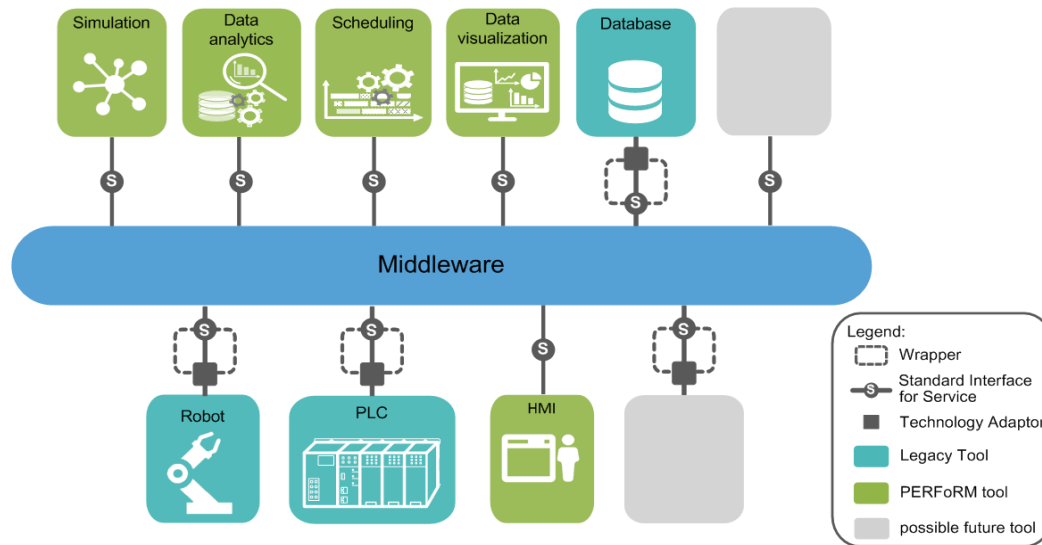 Simulation
Data
analytics
Scheduling
Data
visualization
Database
S
S
S
S
S
S
Middleware
S
S
S
S
Robot
PLC
HMI
Legend:
Wrapper
S
Standard Interface
for Service
Technology Adaptor
Legacy Tool
PERFoRM tool
possible future tool